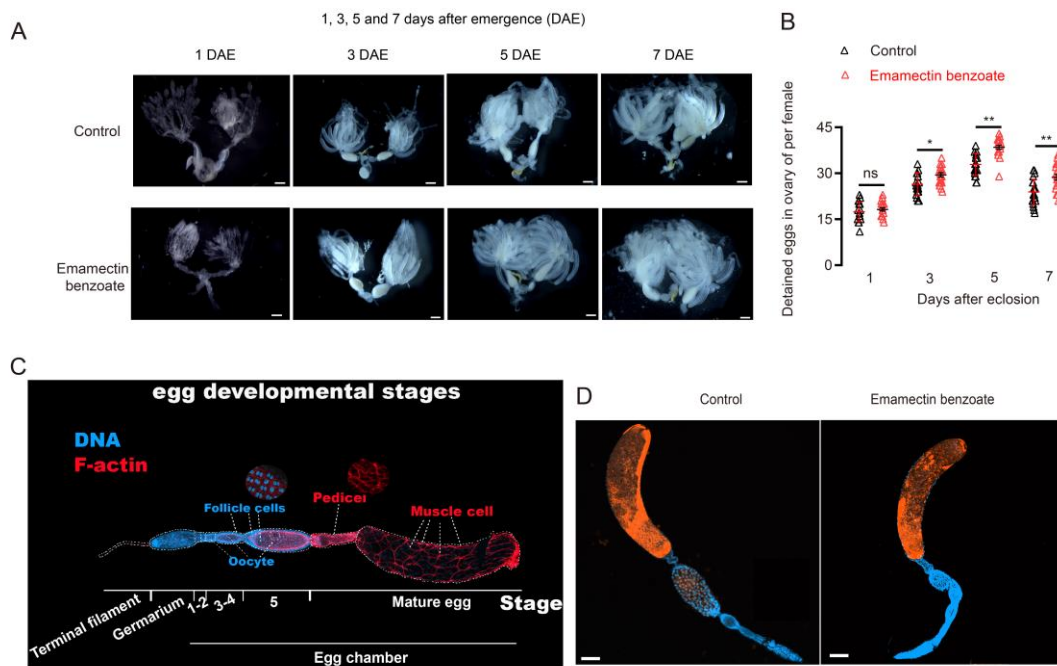 A
1, 3, 5 and 7 days after emergence (DAE)
1 DAE
3 DAE
5 DAE
7 DAE
Control
Emamectin
benzoate
B
Control
Emamectin benzoate
Detained eggs in ovary of per female
45
30
15
0
ns
*
**
**
1
3
5
7
Days after eclosion
C
egg developmental stages
DNA
F-actin
Follicle cells
Pedicel
Muscle cell
Oocyte
Terminal filament
Germarium
1-2
3-4
5
Mature egg
Stage
Egg chamber
D
Control
Emamectin benzoate